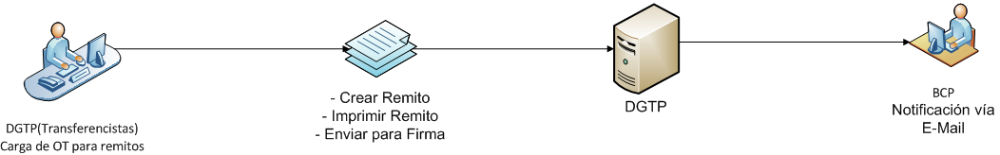 DGTP(Transferencistas)
Carga de OT para remitos
- Crear Remito
- Imprimir Remito
- Enviar para Firma
DGTP
BCP
Notificación vía
E-Mail